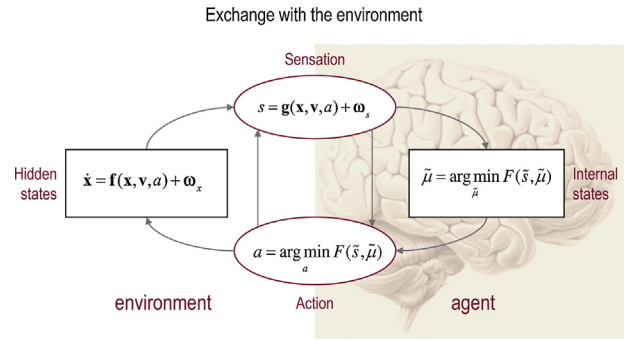 Exchange with the environment
Sensation
s = g(x,v,a) + ω_s
Hidden
states
ẋ = f(x,v,a) + ω_x
μ̃ = arg min F(s̃,μ̃)
μ̃
Internal
states
a = arg min F(s̃,μ̃)
a
environment
Action
agent